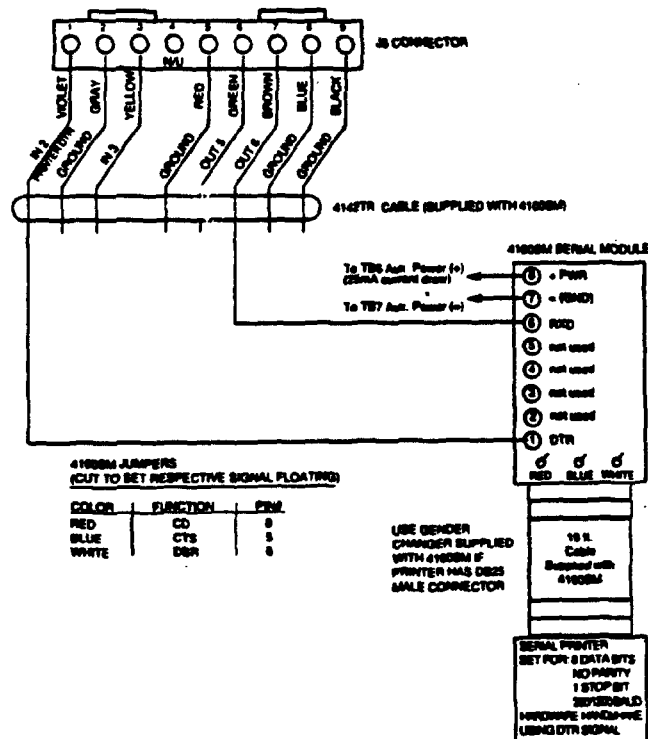 1 2 3 4 5 6 7 8 9
J8 CONNECTOR
N/U
VIOLET
GRAY
YELLOW
RED
GREEN
BROWN
BLUE
BLACK
IN 2
PRINTER DTR
GROUND
IN 3
GROUND
OUT 5
OUT 6
GROUND
GROUND
4142TR CABLE (SUPPLIED WITH 4100SM)
4100SM SERIAL MODULE
To TB6 Aux. Power (+)
(25mA current draw)
To TB7 Aux. Power (-)
8 + PWR
7 - (GND)
6 RXD
5 not used
4 not used
3 not used
2 not used
1 DTR
RED BLUE WHITE
4100SM JUMPERS
(CUT TO SET RESPECTIVE SIGNAL FLOATING)
COLOR FUNCTION PIN#
RED CD 8
BLUE CTS 5
WHITE DSR 6
USE GENDER
CHANGER SUPPLIED
WITH 4100SM IF
PRINTER HAS DB25
MALE CONNECTOR
10 ft.
Cable
Supplied with
4100SM
SERIAL PRINTER
SET FOR: 8 DATA BITS
NO PARITY
1 STOP BIT
300/1200 BAUD
HARDWARE HANDSHAKE
USING DTR SIGNAL